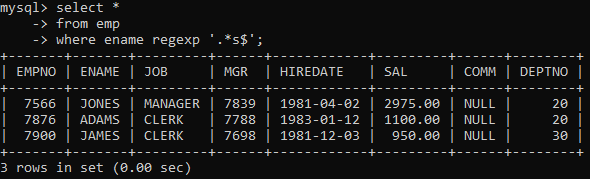 mysql> select *
    -> from emp
    -> where ename regexp '.*s$';
+-------+-------+---------+------+------------+---------+------+--------+
| EMPNO | ENAME | JOB     | MGR  | HIREDATE   | SAL     | COMM | DEPTNO |
+-------+-------+---------+------+------------+---------+------+--------+
|  7566 | JONES | MANAGER | 7839 | 1981-04-02 | 2975.00 | NULL |     20 |
|  7876 | ADAMS | CLERK   | 7788 | 1983-01-12 | 1100.00 | NULL |     20 |
|  7900 | JAMES | CLERK   | 7698 | 1981-12-03 |  950.00 | NULL |     30 |
+-------+-------+---------+------+------------+---------+------+--------+
3 rows in set (0.00 sec)